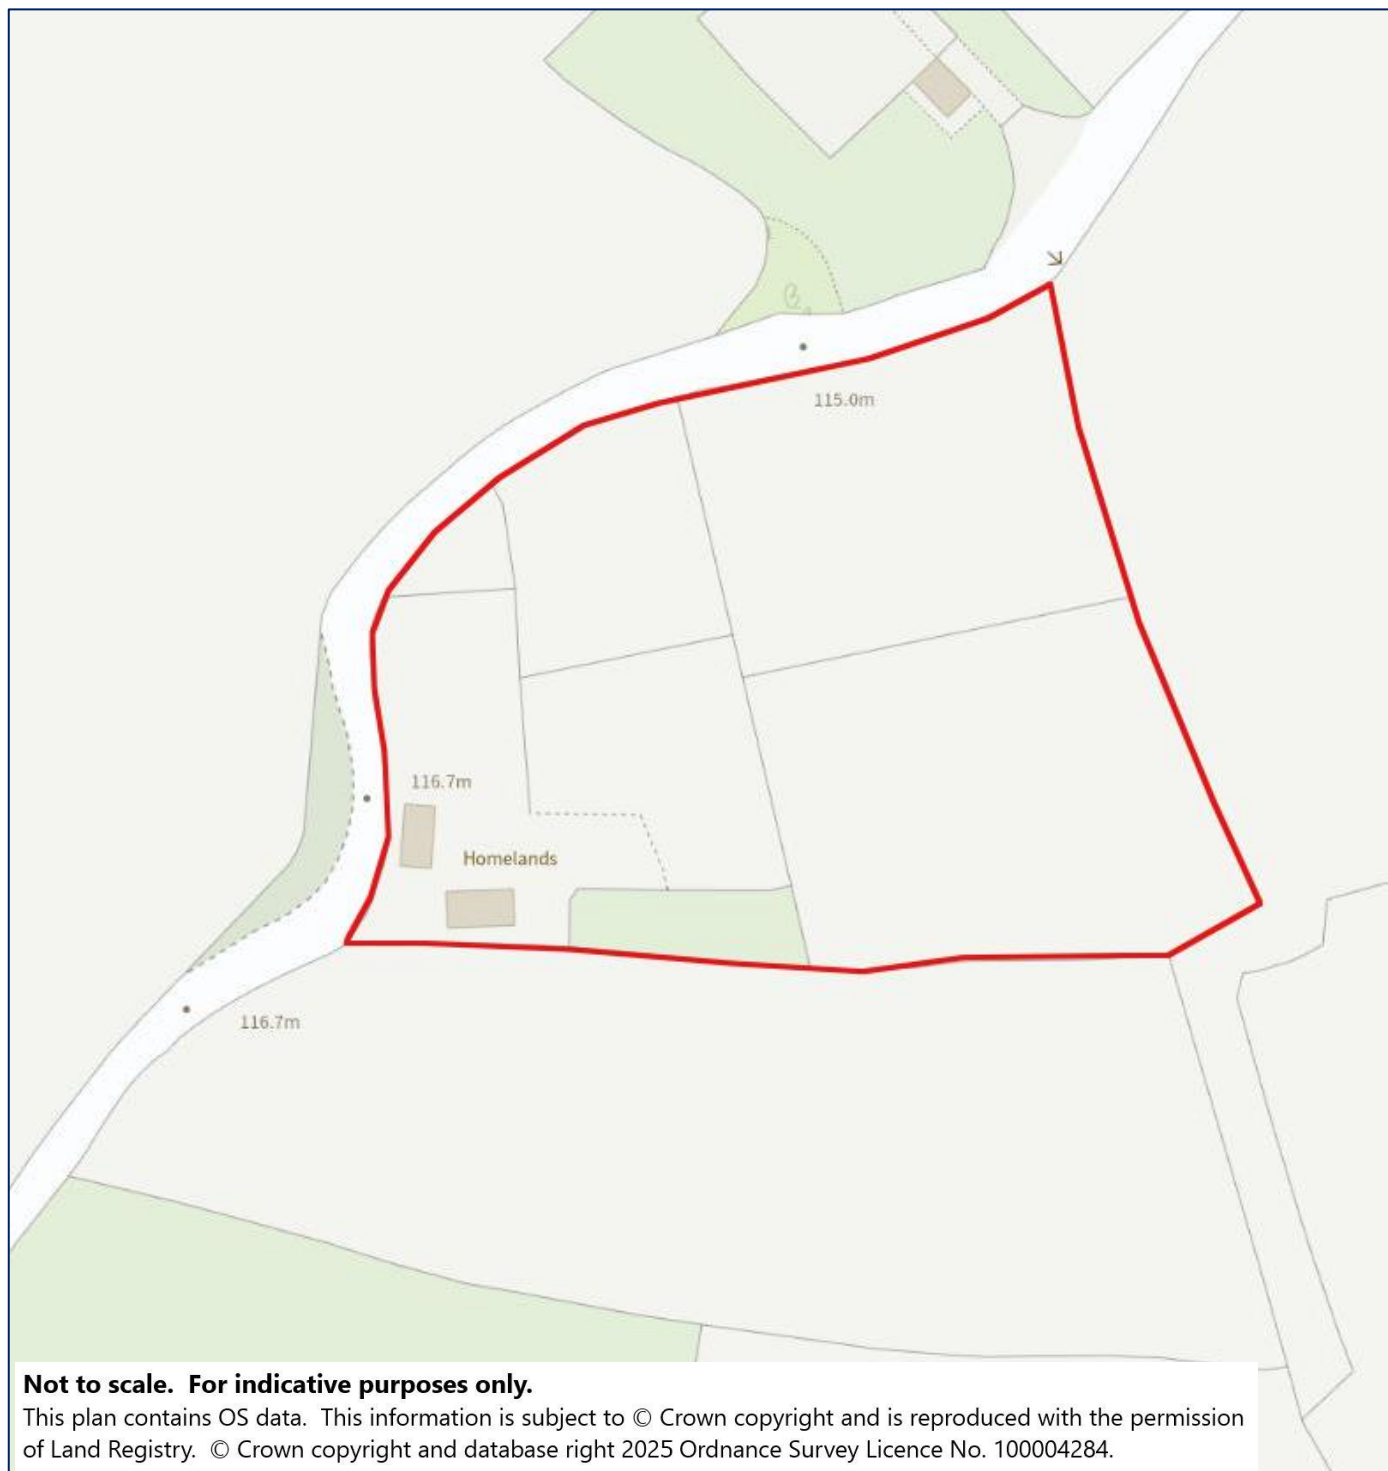 115.0m
116.7m
Homelands
116.7m
Not to scale.  For indicative purposes only.
This plan contains OS data.  This information is subject to © Crown copyright and is reproduced with the permission
of Land Registry.  © Crown copyright and database right 2025 Ordnance Survey Licence No. 100004284.